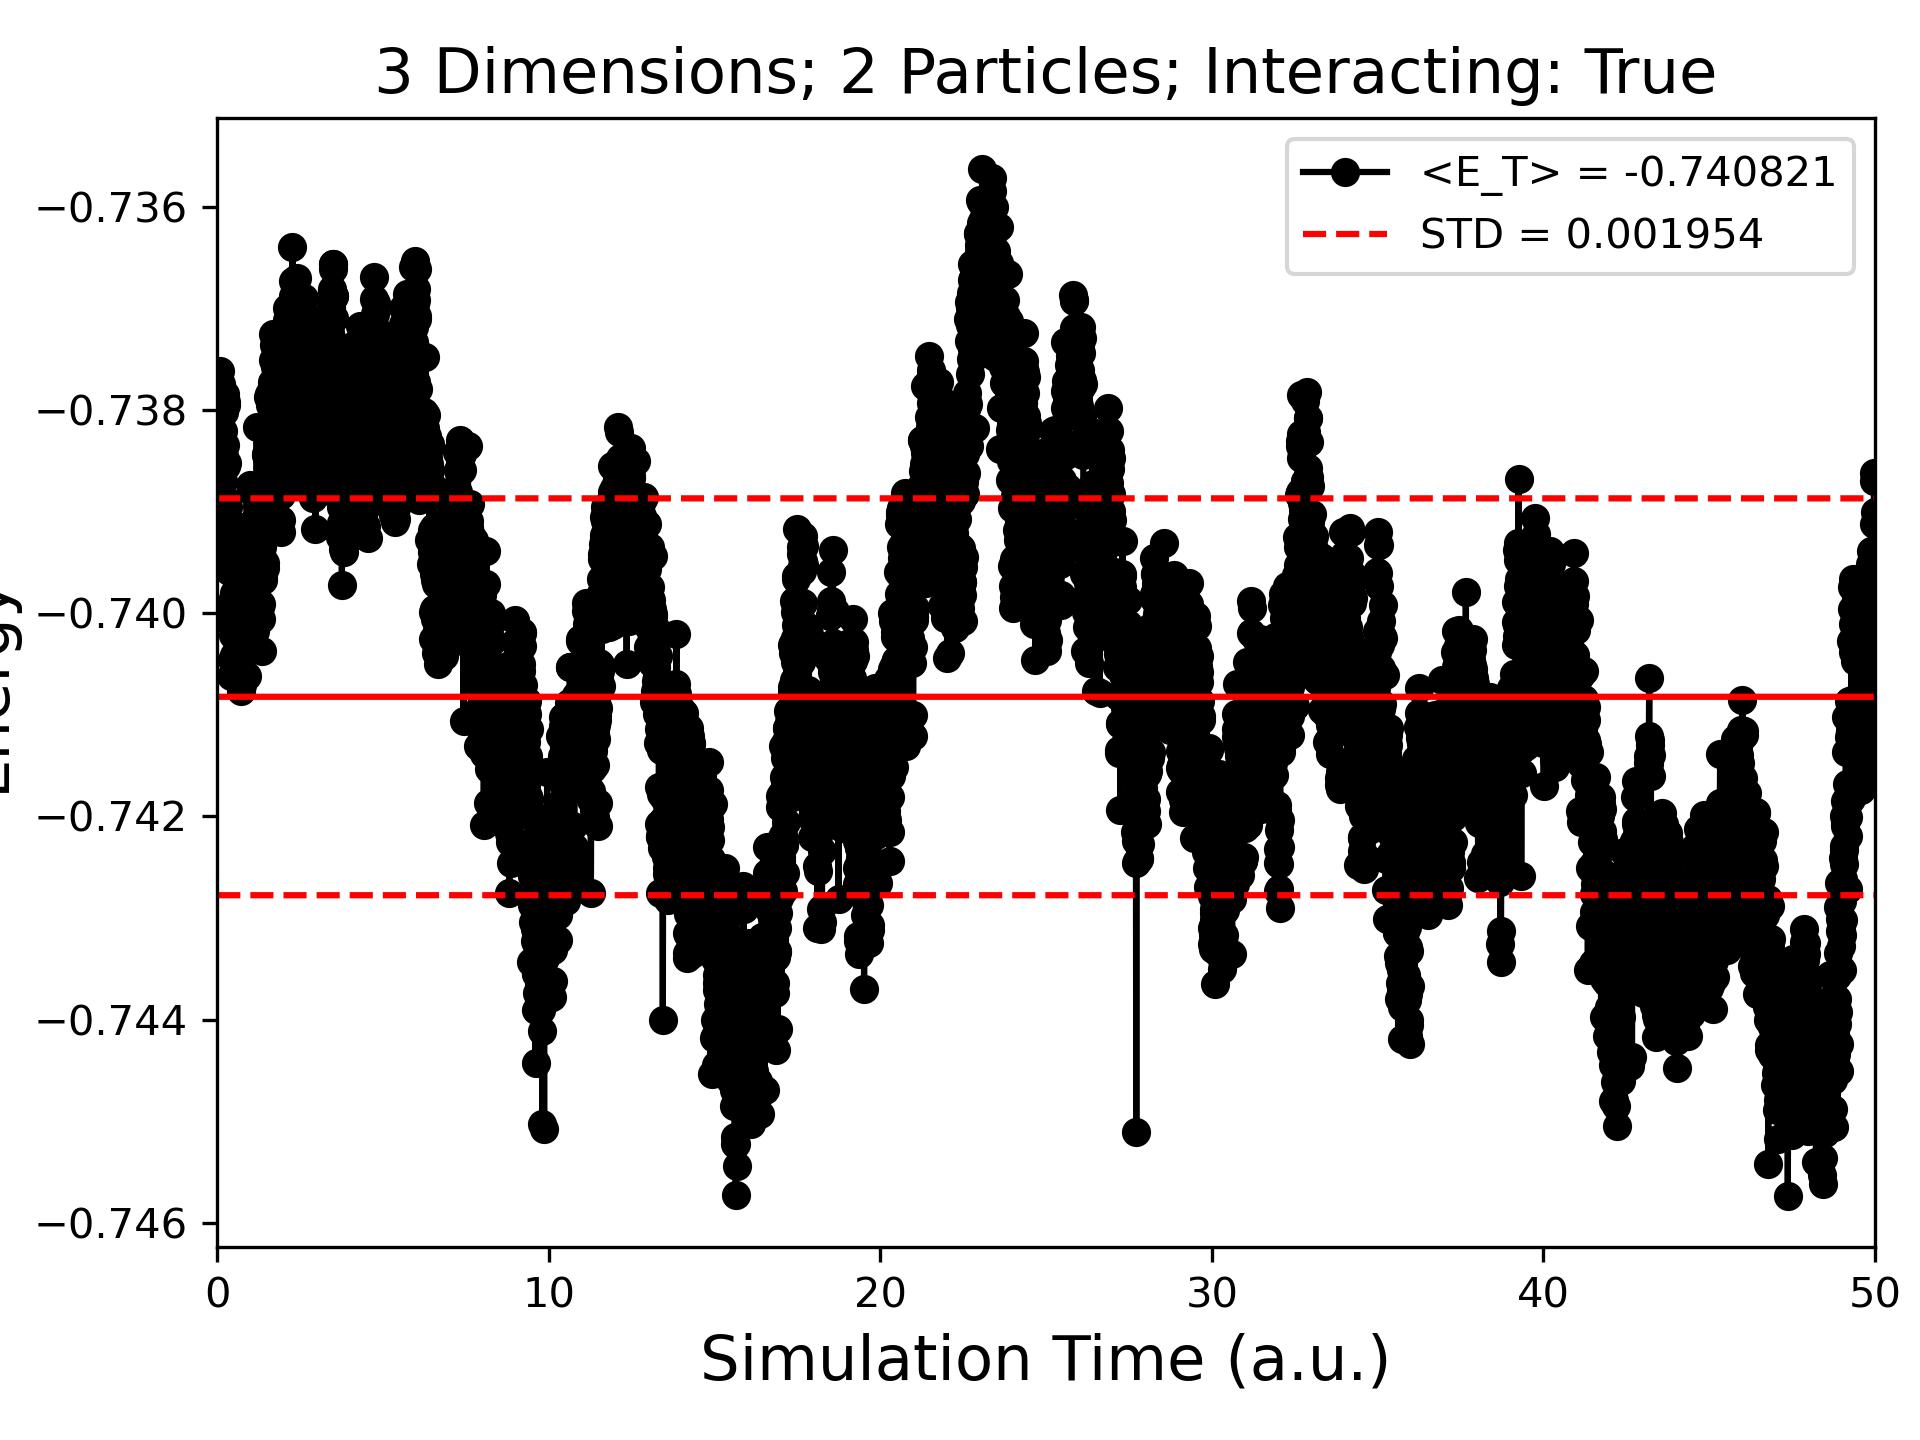 3 Dimensions; 2 Particles; Interacting: True
<E_T> = -0.740821
STD = 0.001954
−0.736
−0.738
−0.740
−0.742
−0.744
−0.746
Energy
0 10 20 30 40 50
Simulation Time (a.u.)